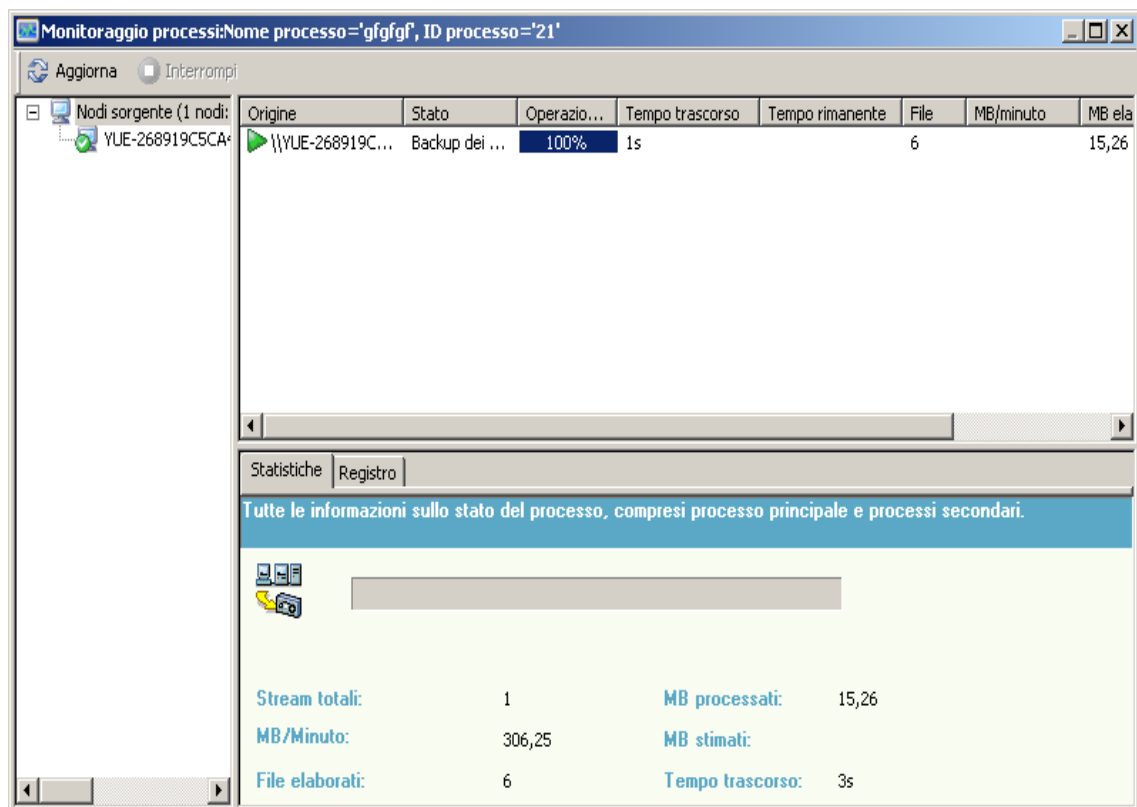 Monitoraggio processi:Nome processo='gfgfgf', ID processo='21'
Aggiorna Interrompi
Nodi sorgente (1 nodi:
YUE-268919C5CA
Origine Stato Operazio... Tempo trascorso Tempo rimanente File MB/minuto MB ela
\\YUE-268919C... Backup dei ... 100% 1s 6 15,26
Statistiche Registro
Tutte le informazioni sullo stato del processo, compresi processo principale e processi secondari.
Stream totali: 1 MB processati: 15,26
MB/Minuto: 306,25 MB stimati:
File elaborati: 6 Tempo trascorso: 3s